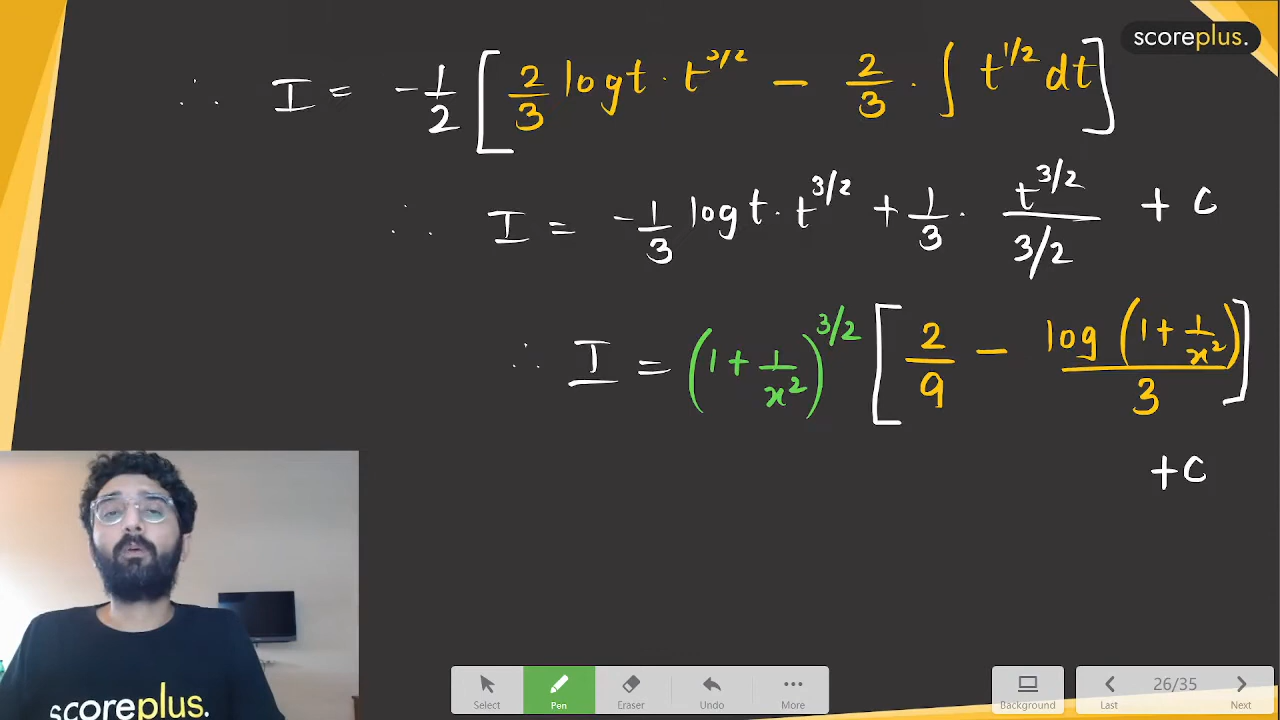 scoreplus.
∴ I = -1/2 [ 2/3 log t · t^3/2 - 2/3 · ∫ t^1/2 dt ]
∴ I = -1/3 log t · t^3/2 + 1/3 · t^3/2 / 3/2 + c
∴ I = (1 + 1/x²)^3/2 [ 2/9 - log (1 + 1/x²) / 3 ]
+ c
scoreplus.
Select Pen Eraser Undo More Background Last 26/35 Next